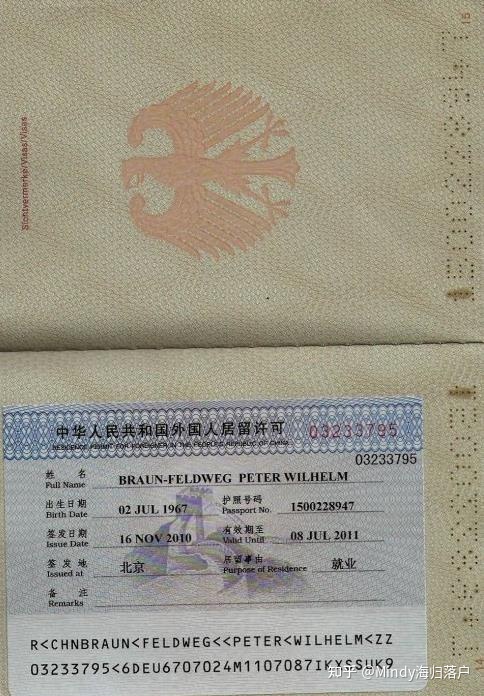 15
Sichtvermerke/Visas/Visas
中华人民共和国外国人居留许可 03233795
RESIDENCE PERMIT FOR FOREIGNER IN THE PEOPLE'S REPUBLIC OF CHINA
03233795
姓 名
Full Name BRAUN-FELDWEG PETER WILHELM
出生日期 护照号码
Birth Date 02 JUL 1967 Passport No. 1500228947
签发日期 有效期至
Issue Date 16 NOV 2010 Valid Until 08 JUL 2011
签 发 地 居留事由
Issued at 北京 Purpose of Residence 就业
备 注
Remarks
R<CHNBRAUN<FELDWEG<<PETER<WILHELM<ZZ
03233795<6DEU6707024M1107087IKYSSUK9
14
知乎 @Mindy海归落户